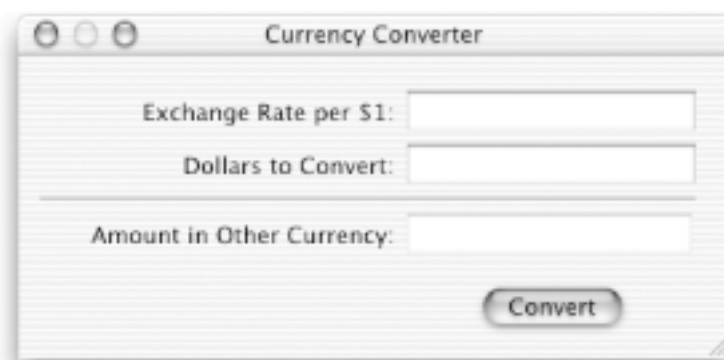 Currency Converter
Exchange Rate per $1:
Dollars to Convert:
Amount in Other Currency:
Convert